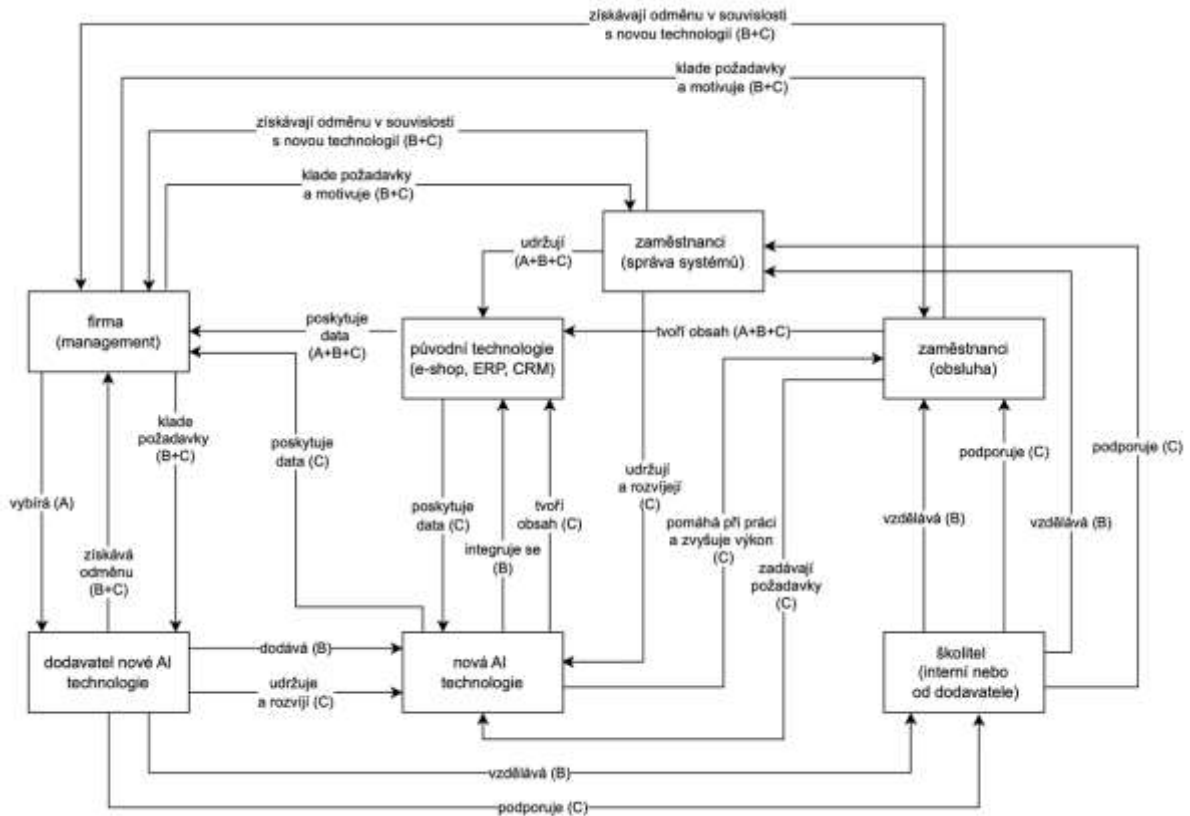 získávají odměnu v souvislosti
s novou technologií (B+C)
klade požadavky
a motivuje (B+C)
získávají odměnu v souvislosti
s novou technologií (B+C)
klade požadavky
a motivuje (B+C)
zaměstnanci
(správa systémů)
udržují
(A+B+C)
firma
(management)
poskytuje
data
(A+B+C)
původní technologie
(e-shop, ERP, CRM)
tvoří obsah (A+B+C)
zaměstnanci
(obsluha)
klade
požadavky
(B+C)
poskytuje
data (C)
udržují
a rozvíjejí
(C)
podporuje (C)
podporuje (C)
vybírá (A)
poskytuje
data (C)
tvoří
obsah (C)
pomáhá při práci
a zvyšuje výkon
(C)
vzdělává (B)
vzdělává (B)
získává
odměnu
(B+C)
integruje se
(B)
zadávají
požadavky
(C)
dodavatel nové AI
technologie
dodává (B)
udržuje
a rozvíjí (C)
nová AI
technologie
školitel
(interní nebo
od dodavatele)
vzdělává (B)
podporuje (C)